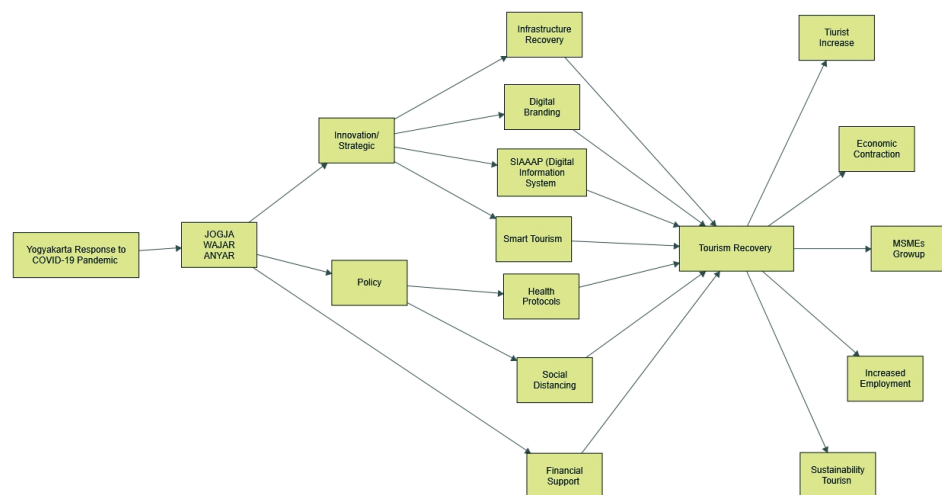 Yogyakarta Response to
COVID-19 Pandemic
JOGJA
WAJAR
ANYAR
Innovation/
Strategic
Policy
Infrastructure
Recovery
Digital
Branding
SIAAAP (Digital
Information
System
Smart Tourism
Health
Protocols
Social
Distancing
Financial
Support
Tourism Recovery
Tiurist
Increase
Economic
Contraction
MSMEs
Growup
Increased
Employment
Sustainability
Tourisn